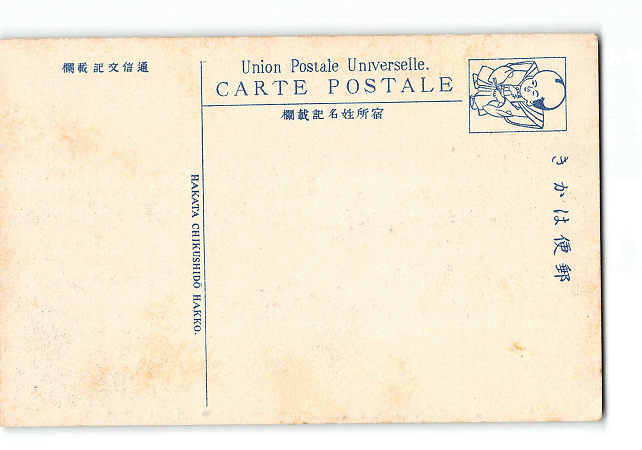 通信文記載欄
Union Postale Universelle.
CARTE POSTALE
宿所姓名記載欄
郵便はかき
HAKATA CHIKUSHIDŌ HAKKO.